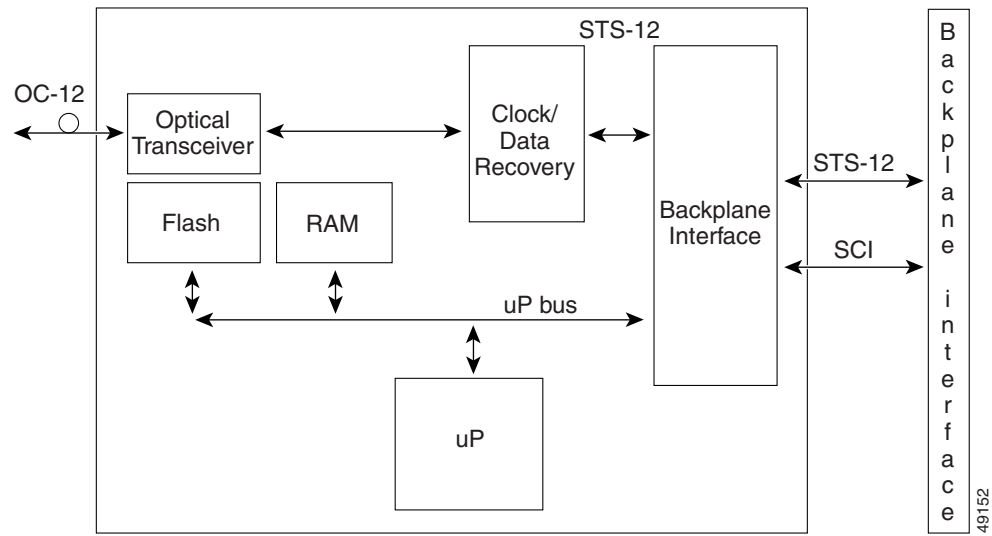 STS-12
OC-12
Optical
Transceiver
Clock/
Data
Recovery
Flash
RAM
Backplane
Interface
STS-12
SCI
uP bus
uP
Backplane interface
49152